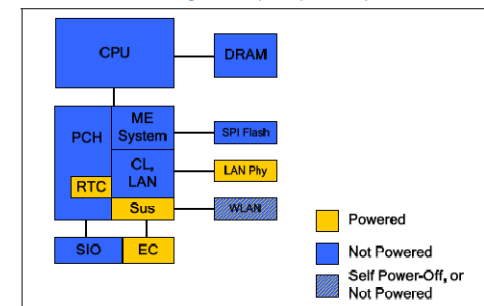 CPU
DRAM
PCH
ME
System
SPI Flash
CL,
LAN
LAN Phy
RTC
Sus
WLAN
SIO
EC
Powered
Not Powered
Self Power-Off, or
Not Powered